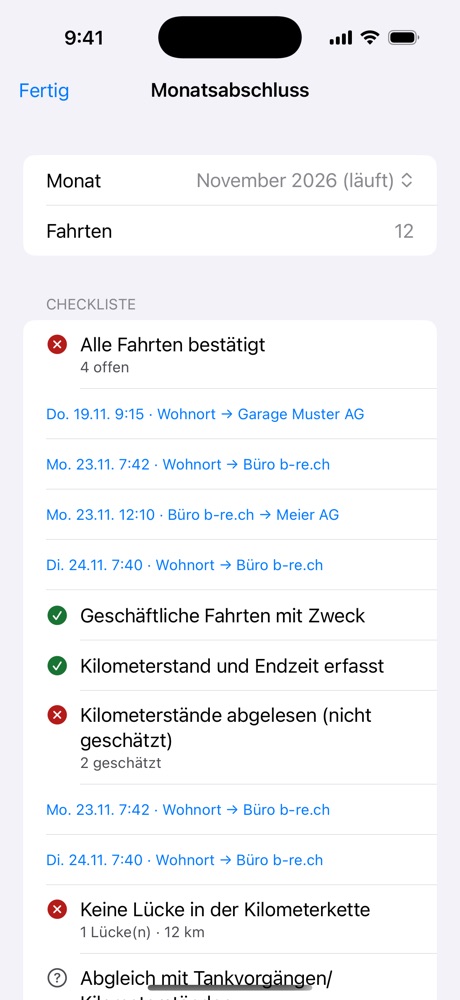 9:41
Fertig
Monatsabschluss
Monat
November 2026 (läuft)
Fahrten
12
CHECKLISTE
Alle Fahrten bestätigt
4 offen
Do. 19.11. 9:15 · Wohnort → Garage Muster AG
Mo. 23.11. 7:42 · Wohnort → Büro b-re.ch
Mo. 23.11. 12:10 · Büro b-re.ch → Meier AG
Di. 24.11. 7:40 · Wohnort → Büro b-re.ch
Geschäftliche Fahrten mit Zweck
Kilometerstand und Endzeit erfasst
Kilometerstände abgelesen (nicht
geschätzt)
2 geschätzt
Mo. 23.11. 7:42 · Wohnort → Büro b-re.ch
Di. 24.11. 7:40 · Wohnort → Büro b-re.ch
Keine Lücke in der Kilometerkette
1 Lücke(n) · 12 km
Abgleich mit Tankvorgängen/
Kilometerständen